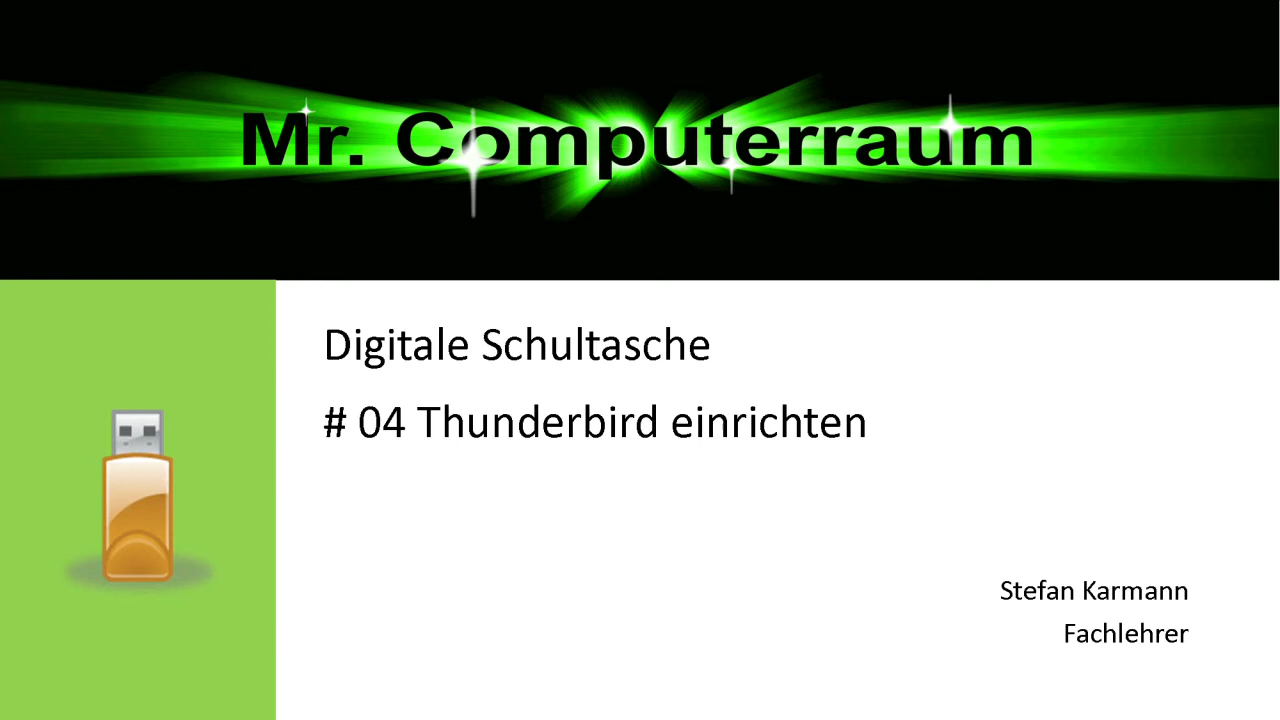 Mr. Computerraum
Digitale Schultasche
# 04 Thunderbird einrichten
Stefan Karmann
Fachlehrer